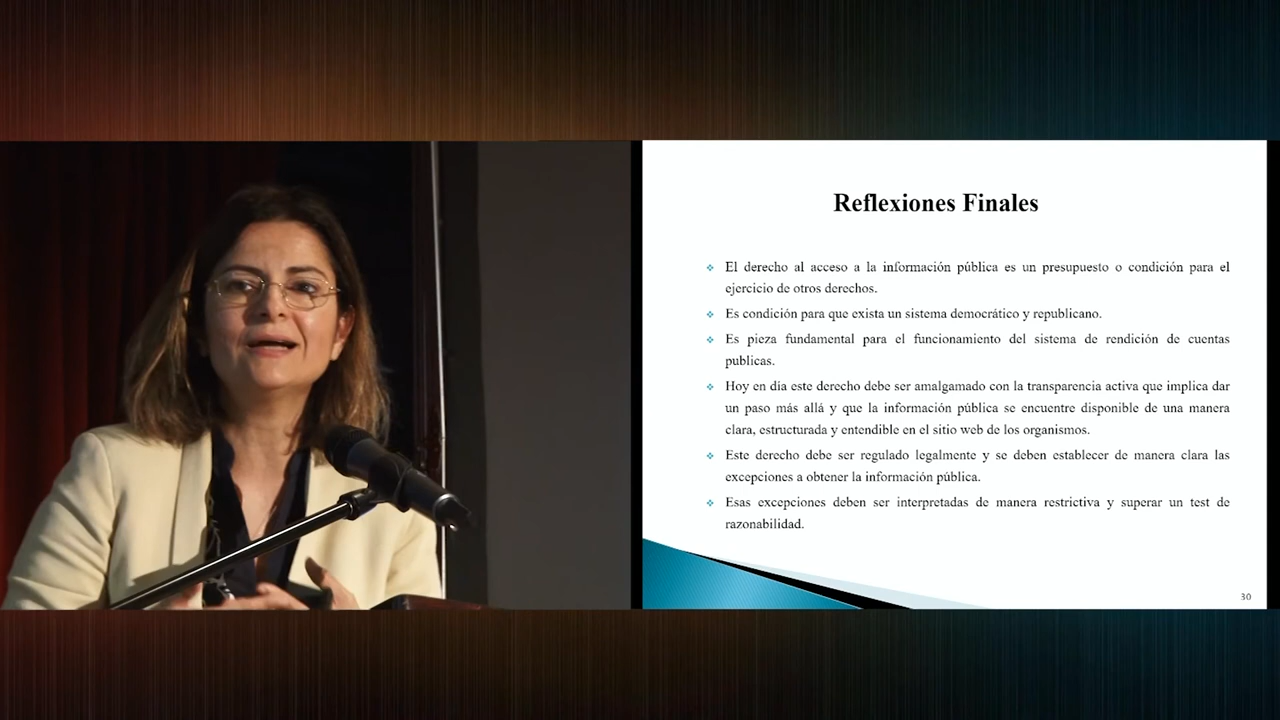 Reflexiones Finales
El derecho al acceso a la información pública es un presupuesto o condición para el
ejercicio de otros derechos.
Es condición para que exista un sistema democrático y republicano.
Es pieza fundamental para el funcionamiento del sistema de rendición de cuentas
publicas.
Hoy en día este derecho debe ser amalgamado con la transparencia activa que implica dar
un paso más allá y que la información pública se encuentre disponible de una manera
clara, estructurada y entendible en el sitio web de los organismos.
Este derecho debe ser regulado legalmente y se deben establecer de manera clara las
excepciones a obtener la información pública.
Esas excepciones deben ser interpretadas de manera restrictiva y superar un test de
razonabilidad.
30